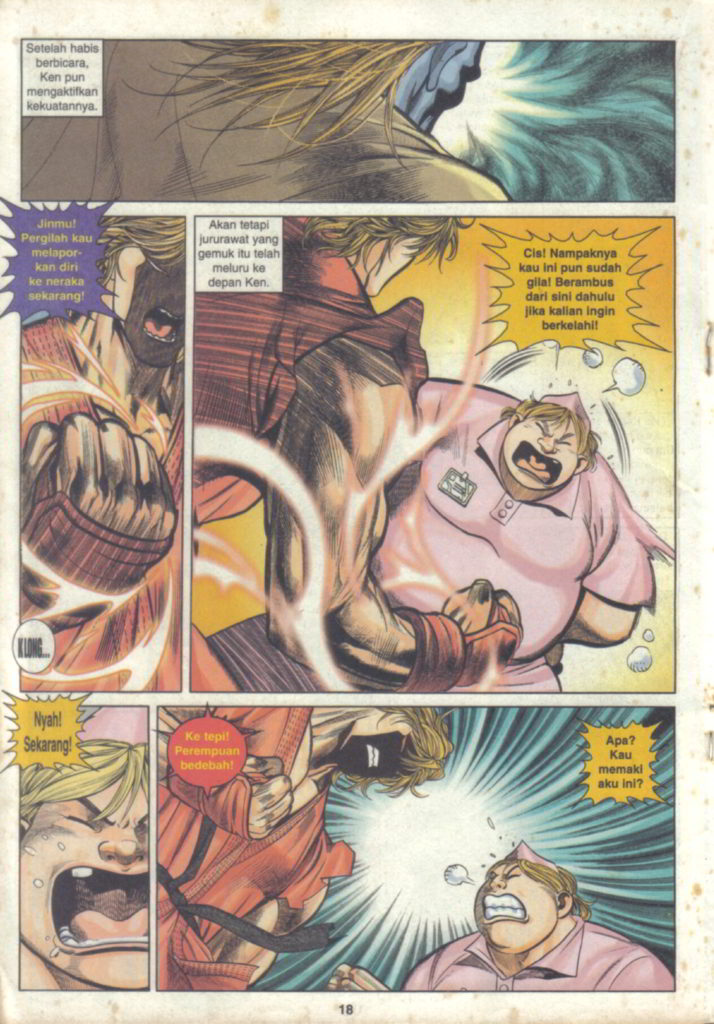 Setelah habis
berbicara,
Ken pun
mengaktifkan
kekuatannya.
Jinmu!
Pergilah kau
melapor-
kan diri
ke neraka
sekarang!
KLONG...
Akan tetapi
jururawat yang
gemuk itu telah
meluru ke
depan Ken.
Cis! Nampaknya
kau ini pun sudah
gila! Berambus
dari sini dahulu
jika kalian ingin
berkelahi!
Nyah!
Sekarang!
Ke tepi!
Perempuan
bedebah!
Apa?
Kau
memaki
aku ini?
18